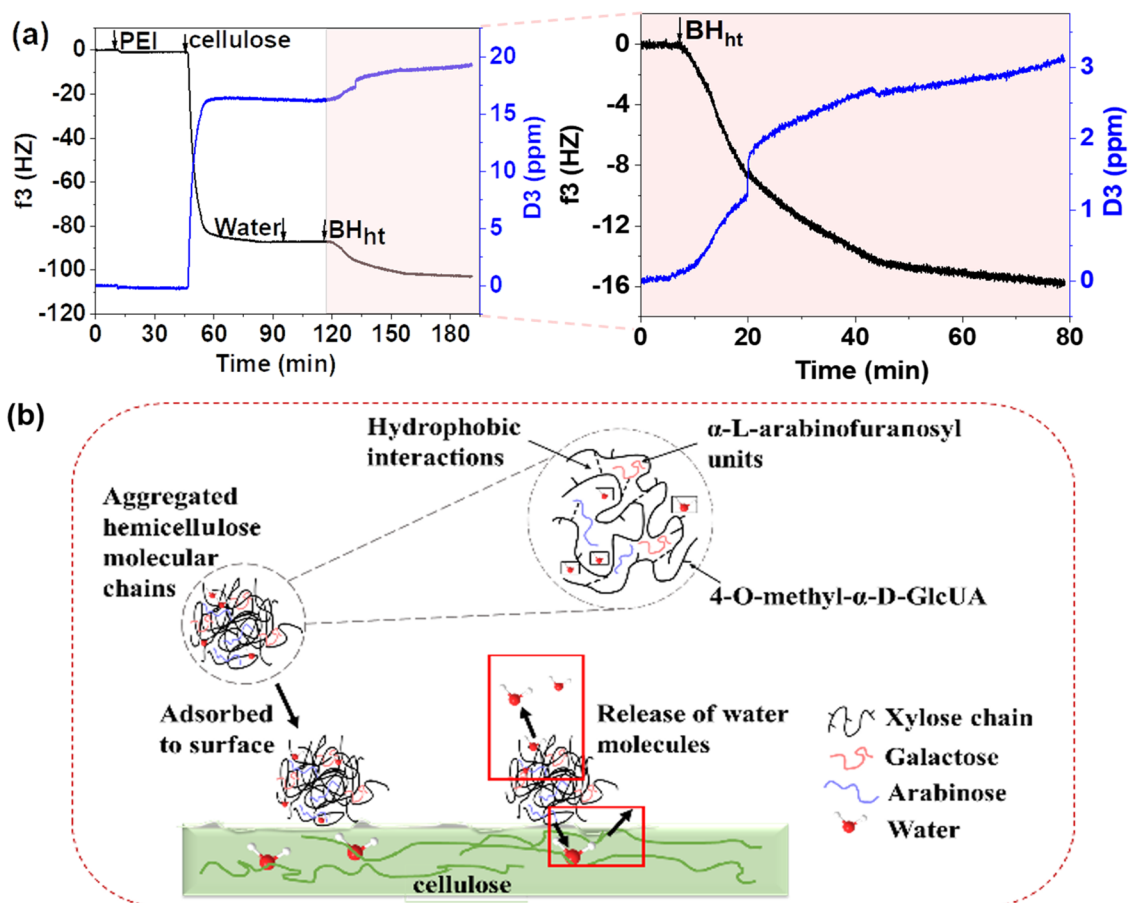 (a)
PEI
cellulose
Water
BHht
0
-20
-40
-60
-80
-100
-120
f3 (HZ)
20
15
10
5
0
D3 (ppm)
0 30 60 90 120 150 180
Time (min)
BHht
0
-4
-8
-12
-16
f3 (HZ)
3
2
1
0
D3 (ppm)
0 20 40 60 80
Time (min)
(b)
Hydrophobic
interactions
α-L-arabinofuranosyl
units
Aggregated
hemicellulose
molecular
chains
4-O-methyl-α-D-GlcUA
Adsorbed
to surface
Release of water
molecules
Xylose chain
Galactose
Arabinose
Water
cellulose